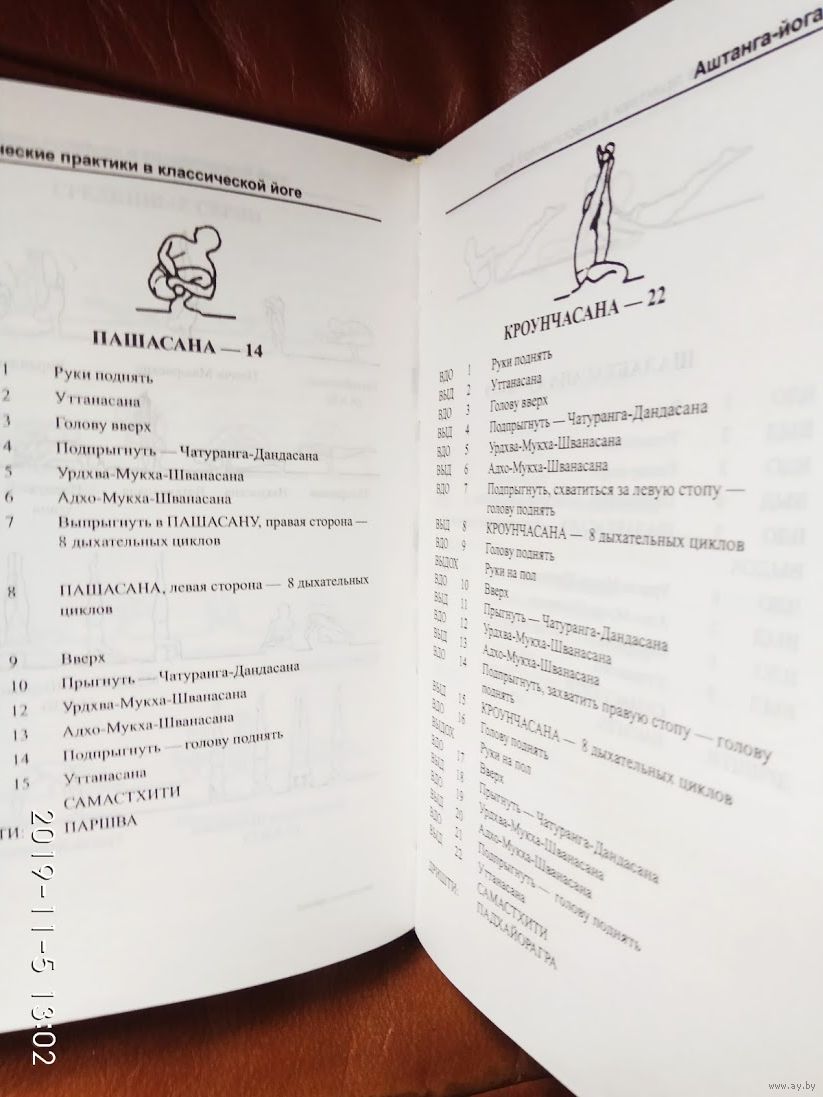 ческие практики в классической йоге
ПАШАСАНА — 14
1 Руки поднять
2 Уттанасана
3 Голову вверх
4 Подпрыгнуть — Чатуранга-Дандасана
5 Урдхва-Мукха-Шванасана
6 Адхо-Мукха-Шванасана
7 Выпрыгнуть в ПАШАСАНУ, правая сторона —
8 дыхательных циклов
8 ПАШАСАНА, левая сторона — 8 дыхательных
циклов
9 Вверх
10 Прыгнуть — Чатуранга-Дандасана
12 Урдхва-Мукха-Шванасана
13 Адхо-Мукха-Шванасана
14 Подпрыгнуть — голову поднять
15 Уттанасана
САМАСТХИТИ
ТИ: ПАРШВА
Аштанга-йога
КРОУНЧАСАНА — 22
ВДО 1 Руки поднять
ВЫД 2 Уттанасана
ВДО 3 Голову вверх
ВЫД 4 Подпрыгнуть — Чатуранга-Дандасана
ВДО 5 Урдхва-Мукха-Шванасана
ВЫД 6 Адхо-Мукха-Шванасана
ВДО 7 Подпрыгнуть, схватиться за левую стопу —
голову поднять
ВЫД 8 КРОУНЧАСАНА — 8 дыхательных циклов
ВДО 9 Голову поднять
ВЫДОХ Руки на пол
ВДО 10 Вверх
ВЫД 11 Прыгнуть — Чатуранга-Дандасана
ВДО 12 Урдхва-Мукха-Шванасана
ВЫД 13 Адхо-Мукха-Шванасана
ВДО 14 Подпрыгнуть, захватить правую стопу — голову
поднять
ВЫД 15 КРОУНЧАСАНА — 8 дыхательных циклов
ВДО 16 Голову поднять
ВЫДОХ Руки на пол
ВДО 17 Вверх
ВЫД 18 Прыгнуть — Чатуранга-Дандасана
ВДО 19 Урдхва-Мукха-Шванасана
ВЫД 20 Адхо-Мукха-Шванасана
ВДО 21 Подпрыгнуть — голову поднять
ВЫД 22 Уттанасана
САМАСТХИТИ
ДРИШТИ: ПАДХАЙОРАГРА
2019-11-5 13:02
www.ay.by